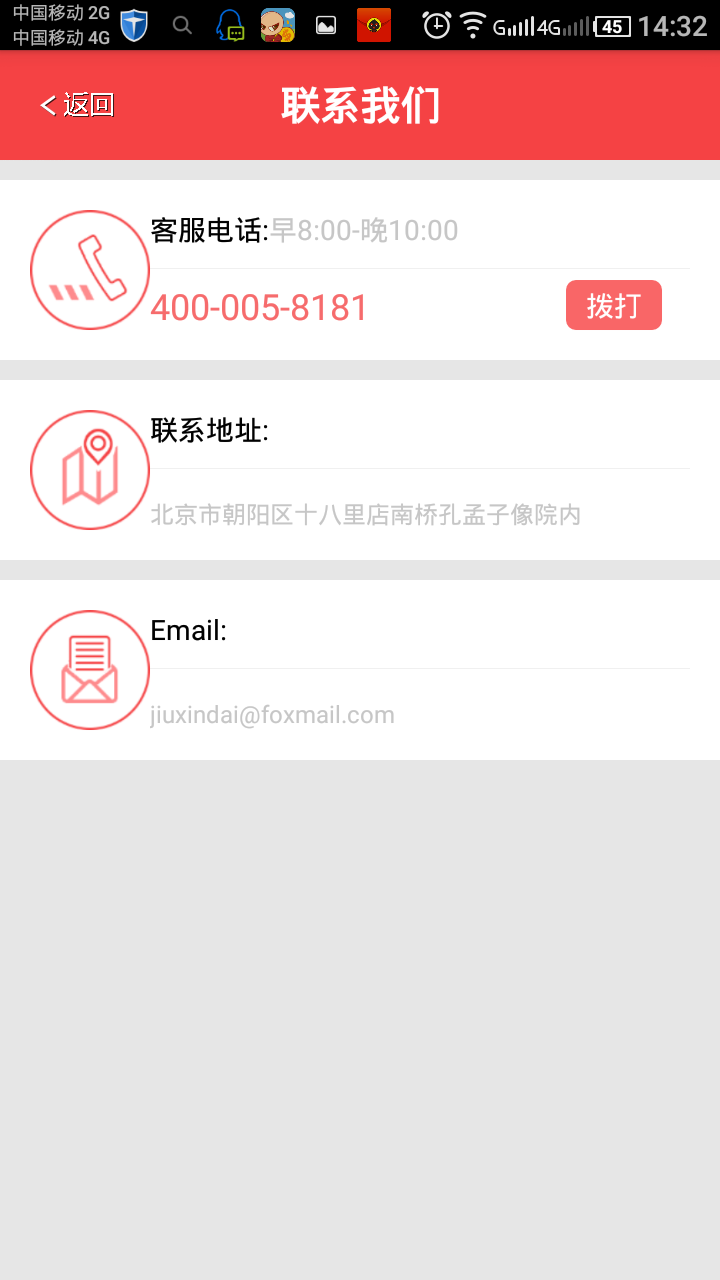 中国移动 2G
中国移动 4G
G
4G
45
14:32
< 返回
联系我们
客服电话:早8:00-晚10:00
400-005-8181
拨打
联系地址:
北京市朝阳区十八里店南桥孔孟子像院内
Email:
jiuxindai@foxmail.com